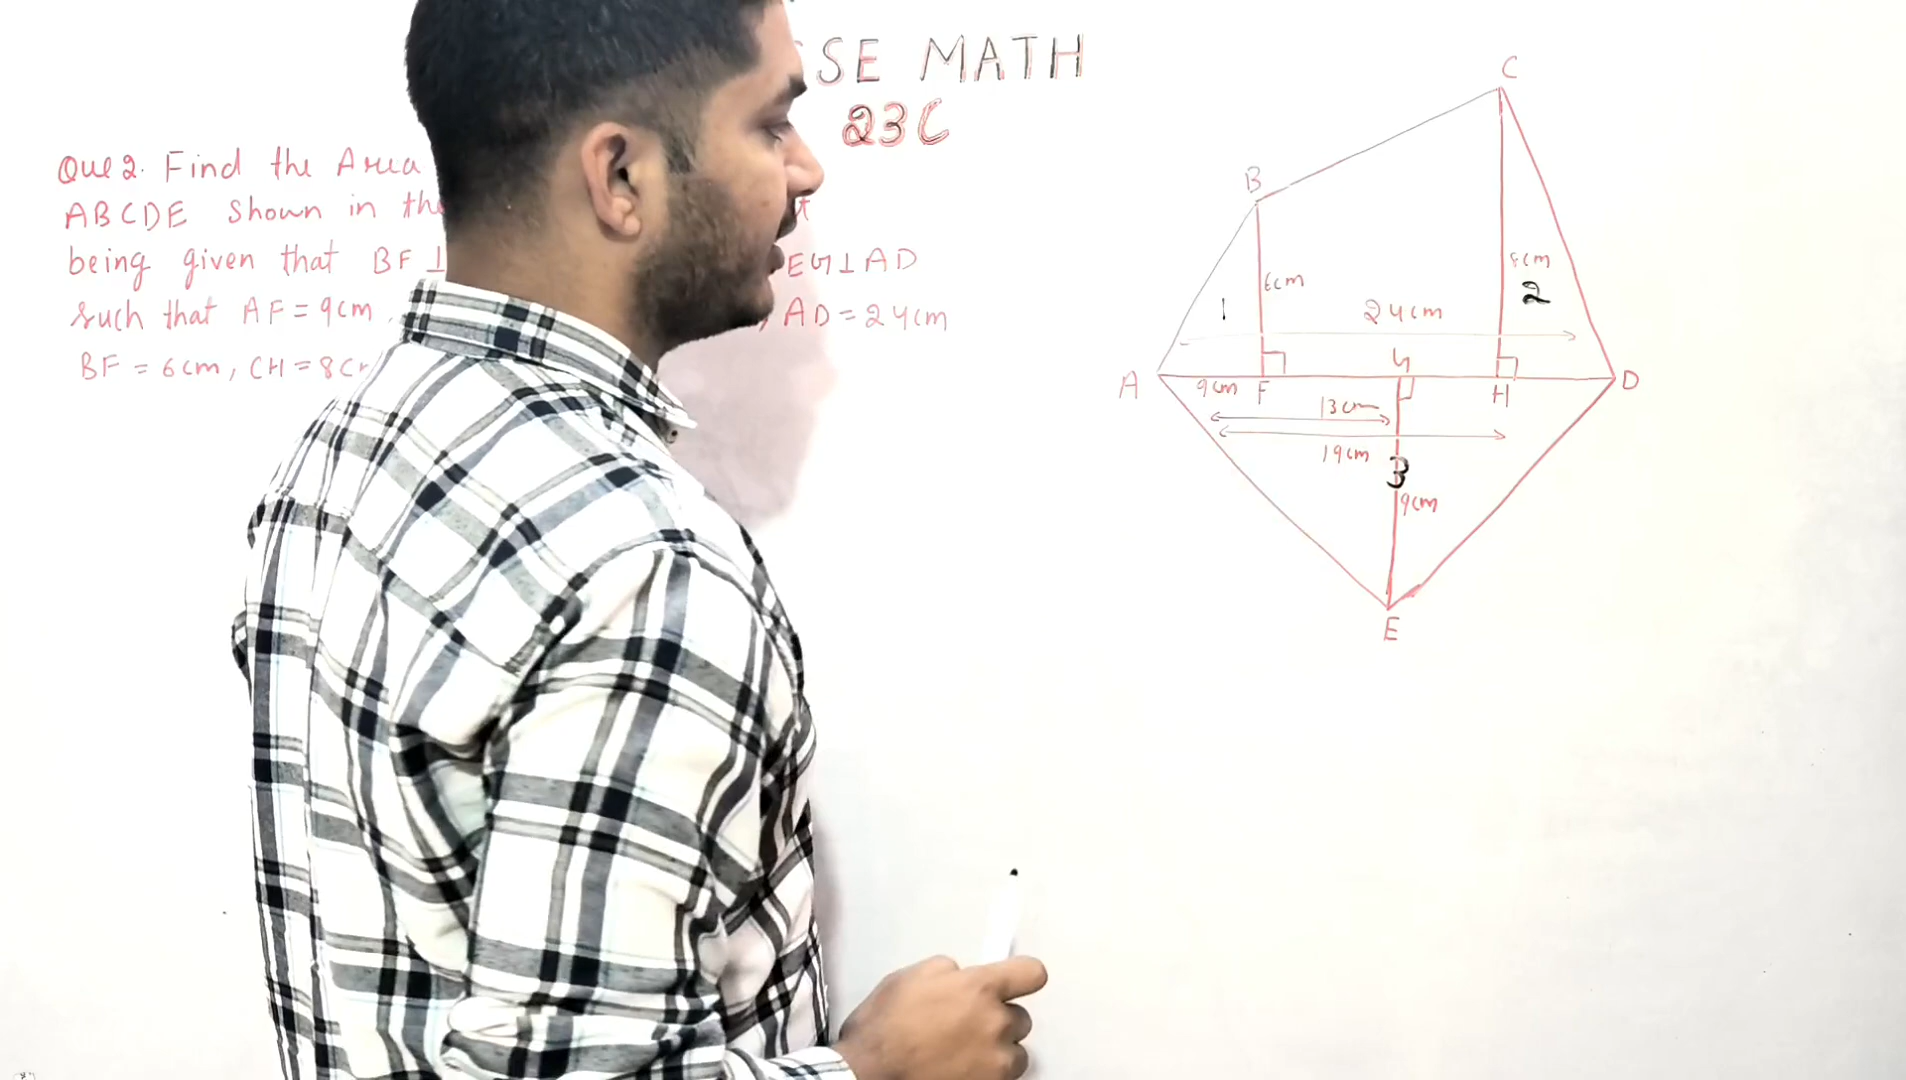 SE MATH
23C
Que 2. Find the Area
ABCDE Shown in the
being given that BF ⊥ EG ⊥ AD
such that AF = 9cm , AD = 24cm
BF = 6cm, CH = 8c
C
B
8cm
6cm
2
1
24cm
G
A
9cm
F
H
D
13cm
19cm
3
9cm
E